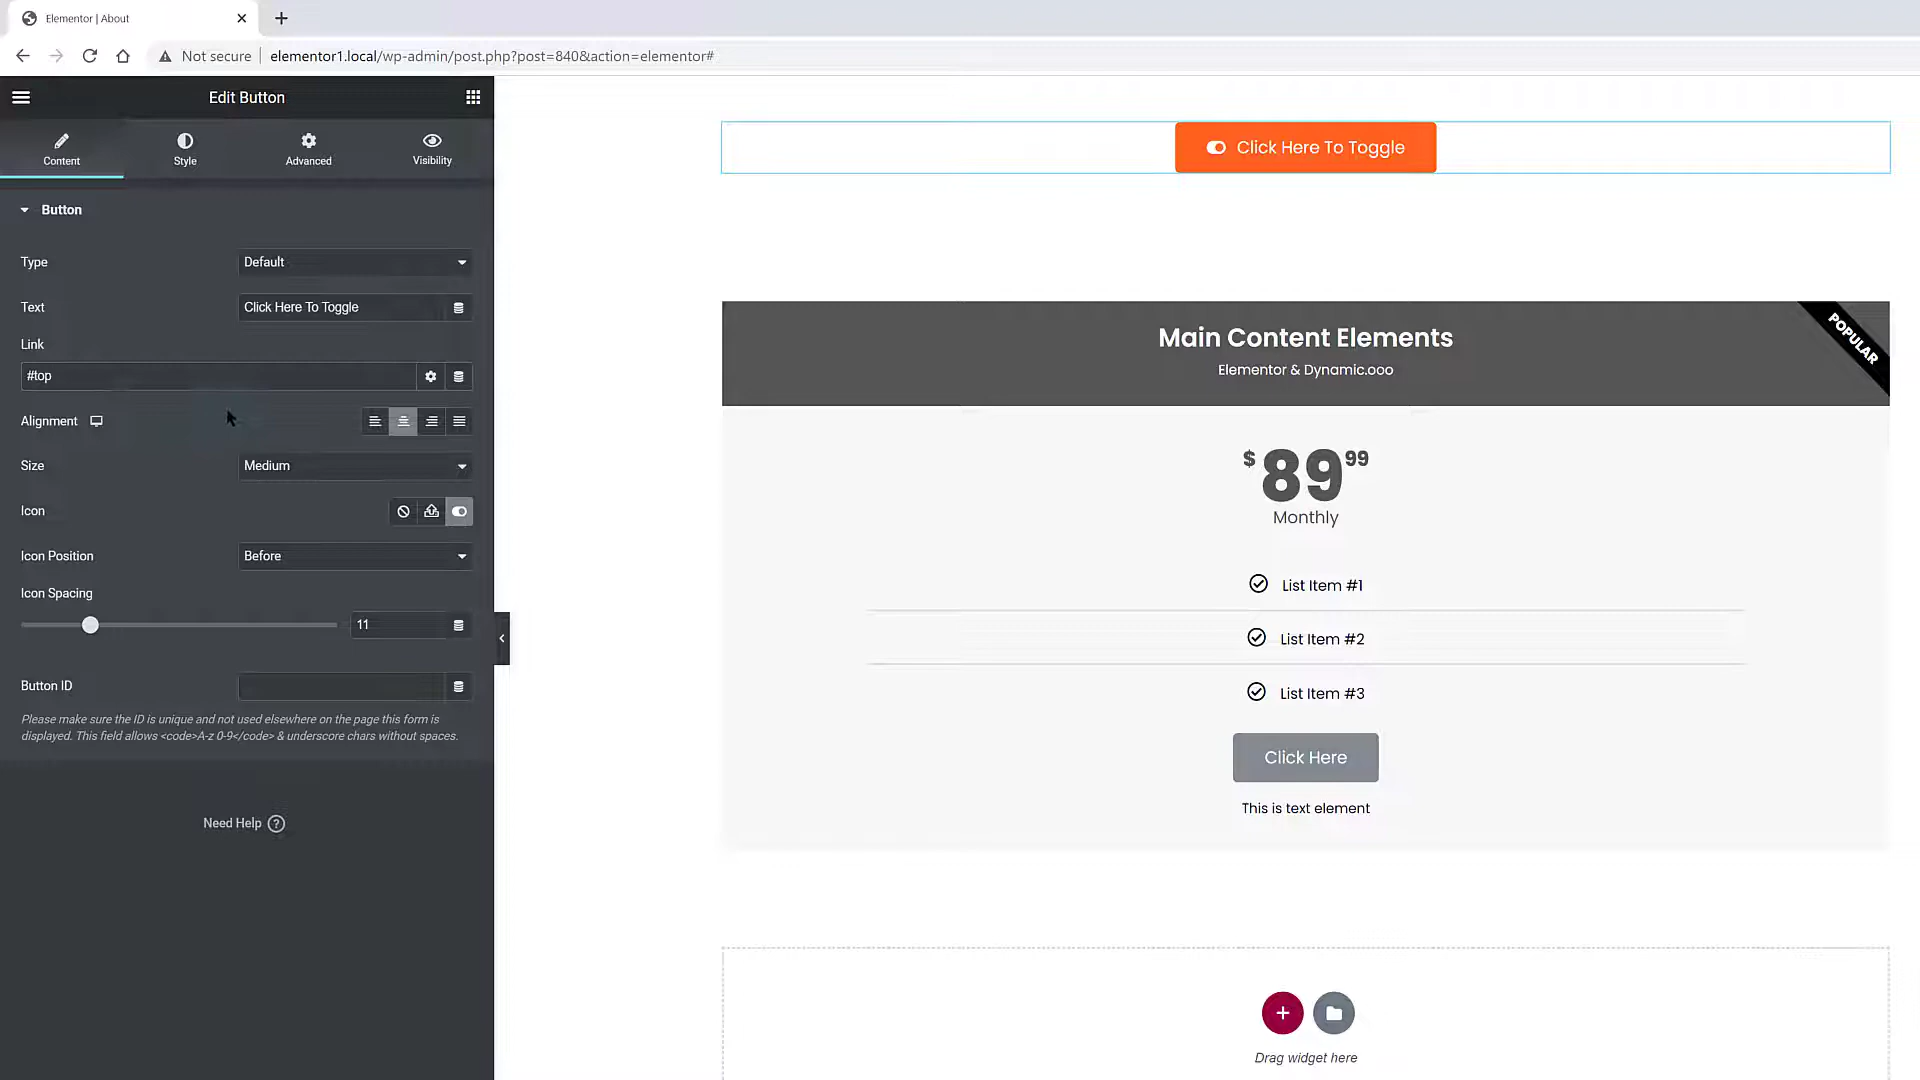 Elementor | About
Not secure
elementor1.local/wp-admin/post.php?post=840&action=elementor#
Edit Button
Content
Style
Advanced
Visibility
Button
Type
Default
Text
Click Here To Toggle
Link
#top
Alignment
Size
Medium
Icon
Icon Position
Before
Icon Spacing
11
Button ID
Please make sure the ID is unique and not used elsewhere on the page this form is
displayed. This field allows <code>A-z 0-9</code> & underscore chars without spaces.
Need Help ?
Click Here To Toggle
Main Content Elements
Elementor & Dynamic.ooo
POPULAR
$ 89 99
Monthly
List Item #1
List Item #2
List Item #3
Click Here
This is text element
Drag widget here